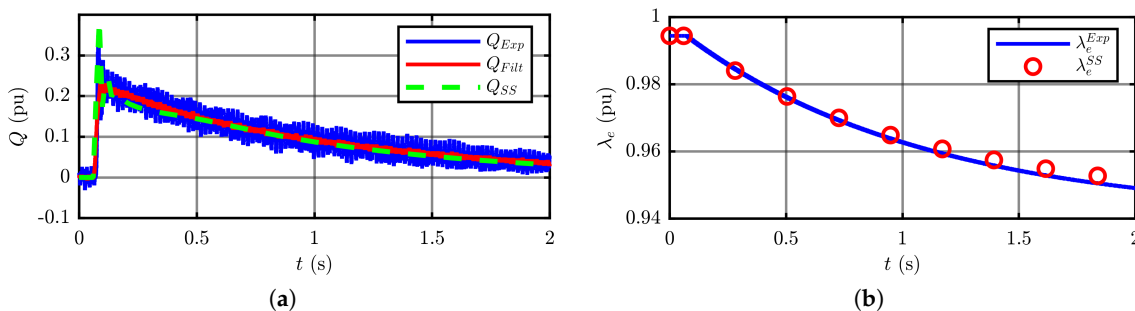 0.3
0.2
0.1
0
-0.1
Q (pu)
0
0.5
1
1.5
2
t (s)
Q_Exp
Q_Filt
Q_SS
(a)
1
0.98
0.96
0.94
λ_e (pu)
0
0.5
1
1.5
2
t (s)
λ_e^Exp
λ_e^SS
(b)